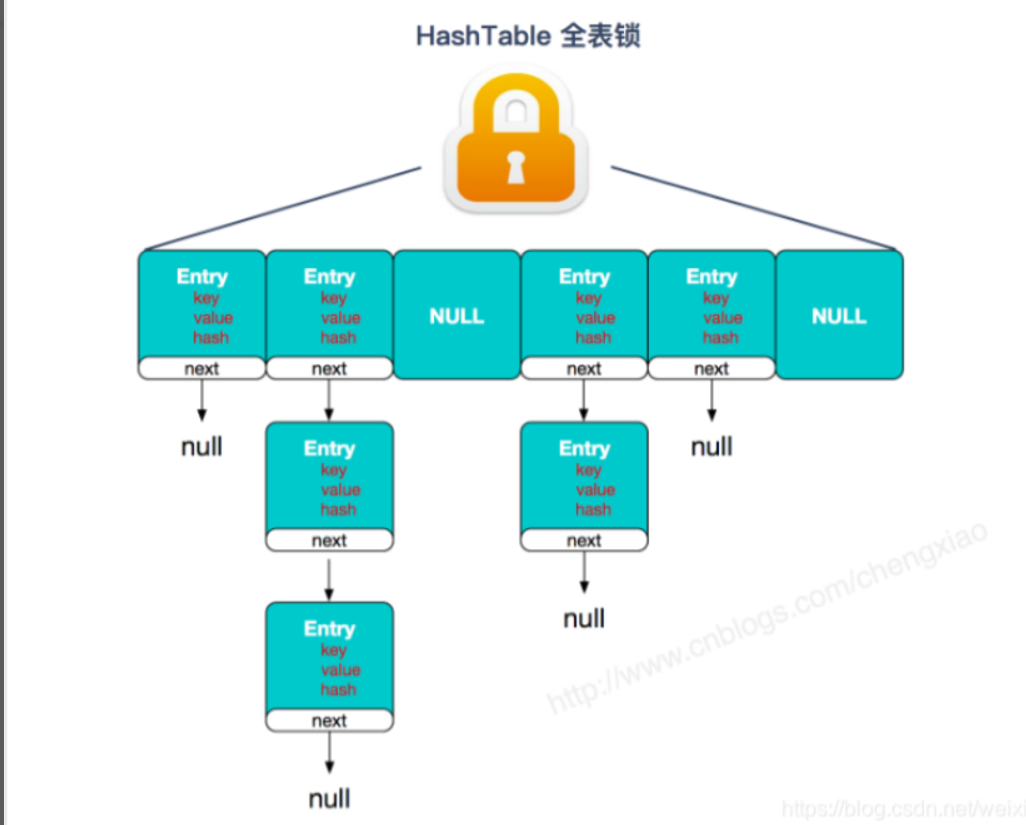 HashTable 全表锁
Entry Entry Entry Entry
key key key key
value value NULL value value NULL
hash hash hash hash
next next next next
null null
Entry Entry
key key
value value
hash hash
next next
null
Entry
key
value
hash
next
null
http://www.cnblogs.com/chengxiao
https://blog.csdn.net/weixi